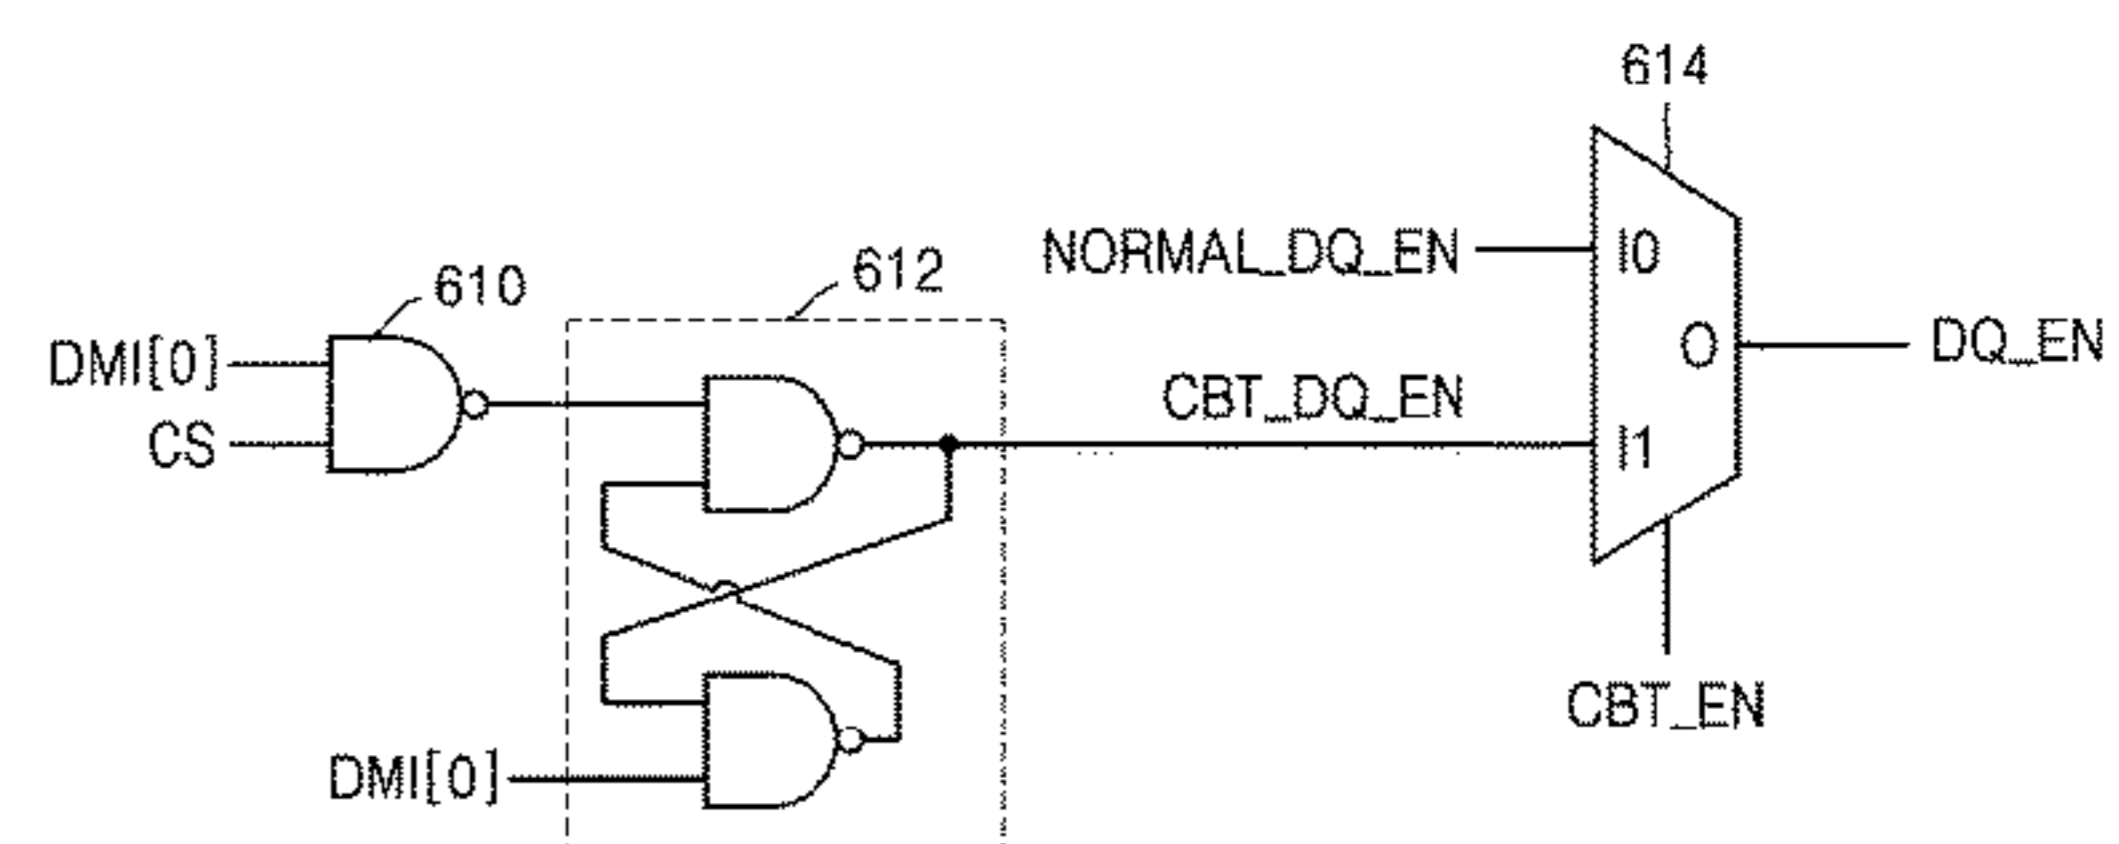 614
NORMAL_DQ_EN
I0
612
610
DMI[0]
O
DQ_EN
CBT_DQ_EN
CS
I1
CBT_EN
DMI[0]